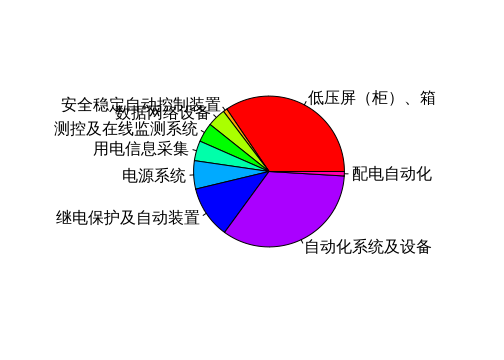 安全稳定自动控制装置
低压屏（柜）、箱
数据网络设备
测控及在线监测系统
用电信息采集
电源系统
配电自动化
继电保护及自动装置
自动化系统及设备